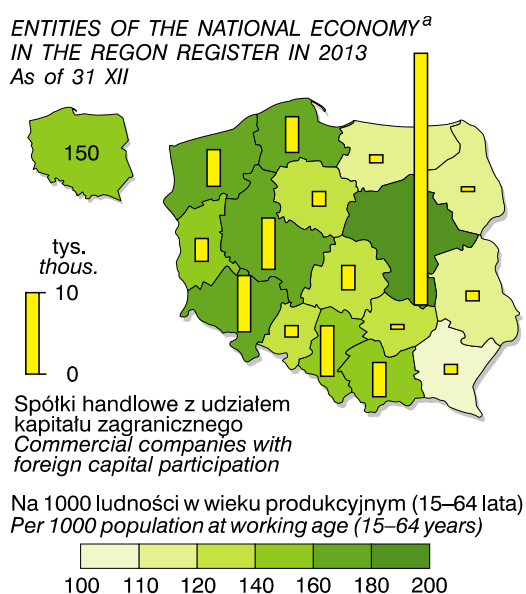 ENTITIES OF THE NATIONAL ECONOMY a
IN THE REGON REGISTER IN 2013
As of 31 XII
150
tys.
thous.
10
0
Spółki handlowe z udziałem
kapitału zagranicznego
Commercial companies with
foreign capital participation
Na 1000 ludności w wieku produkcyjnym (15–64 lata)
Per 1000 population at working age (15–64 years)
100 110 120 140 160 180 200